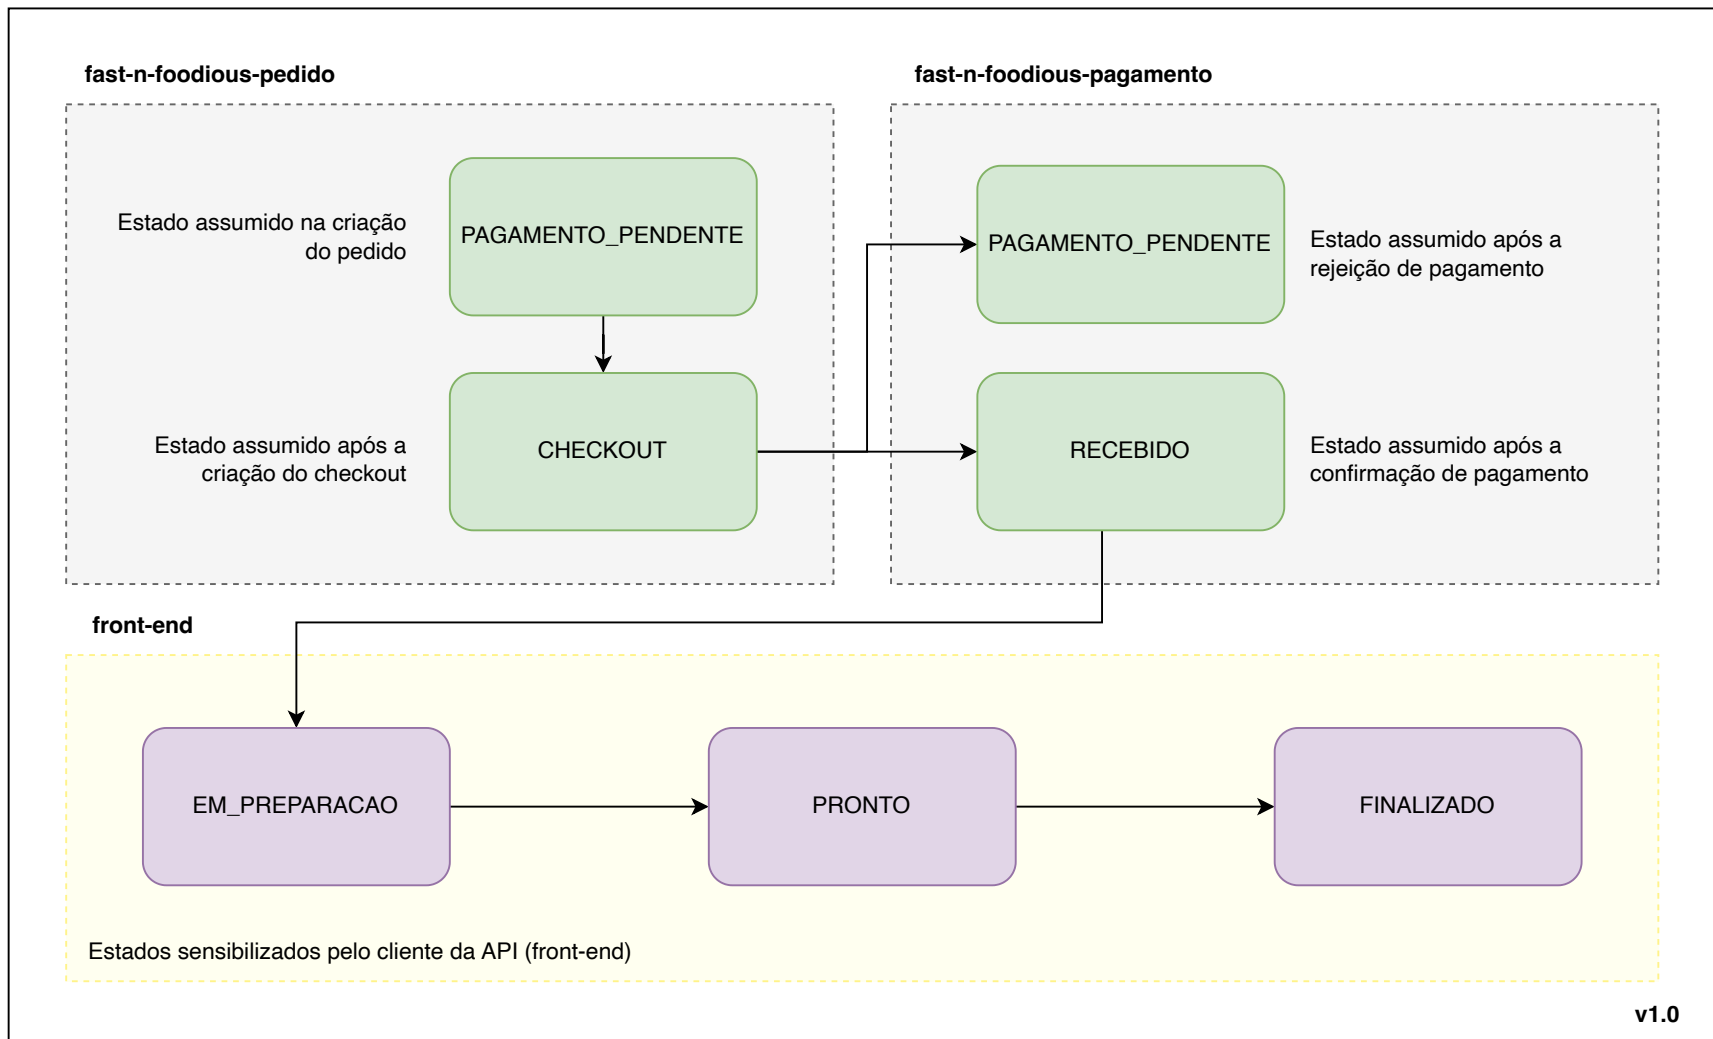 fast-n-foodious-pedido
fast-n-foodious-pagamento
Estado assumido na criação
do pedido
PAGAMENTO_PENDENTE
PAGAMENTO_PENDENTE
Estado assumido após a
rejeição de pagamento
Estado assumido após a
criação do checkout
CHECKOUT
RECEBIDO
Estado assumido após a
confirmação de pagamento
front-end
EM_PREPARACAO
PRONTO
FINALIZADO
Estados sensibilizados pelo cliente da API (front-end)
v1.0